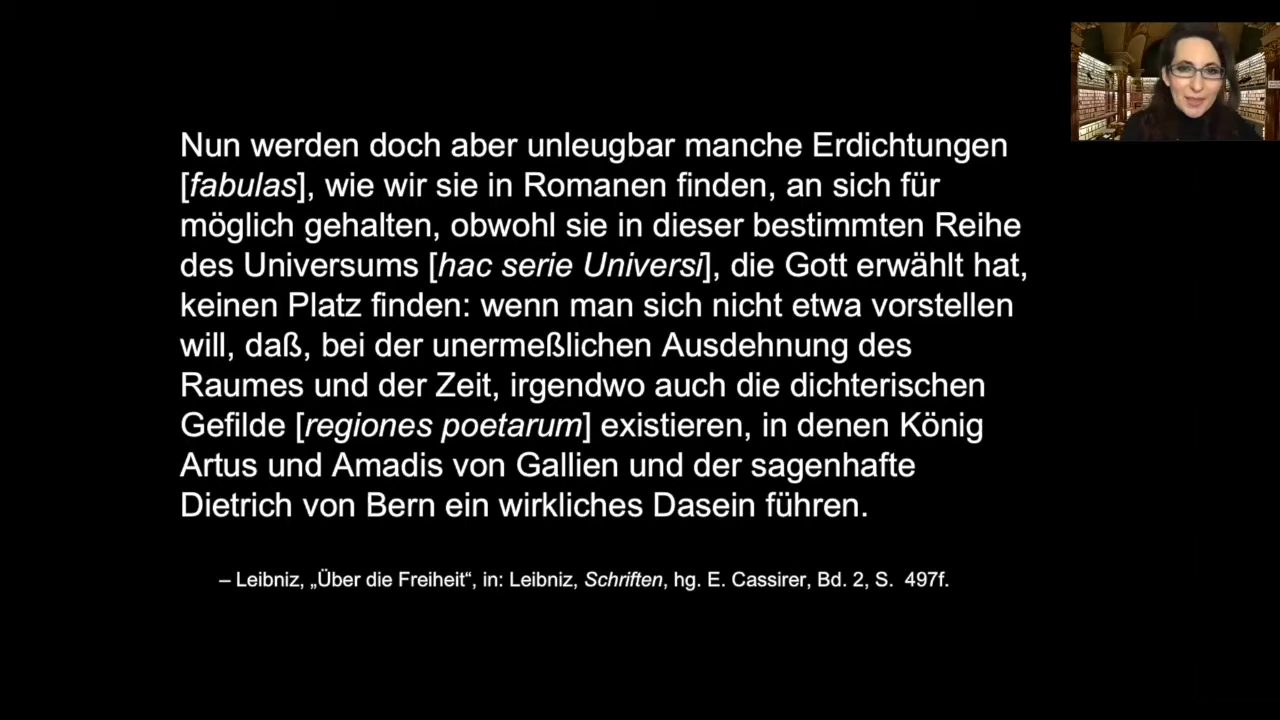 Nun werden doch aber unleugbar manche Erdichtungen
[fabulas], wie wir sie in Romanen finden, an sich für
möglich gehalten, obwohl sie in dieser bestimmten Reihe
des Universums [hac serie Universi], die Gott erwählt hat,
keinen Platz finden: wenn man sich nicht etwa vorstellen
will, daß, bei der unermeßlichen Ausdehnung des
Raumes und der Zeit, irgendwo auch die dichterischen
Gefilde [regiones poetarum] existieren, in denen König
Artus und Amadis von Gallien und der sagenhafte
Dietrich von Bern ein wirkliches Dasein führen.
– Leibniz, „Über die Freiheit“, in: Leibniz, Schriften, hg. E. Cassirer, Bd. 2, S. 497f.